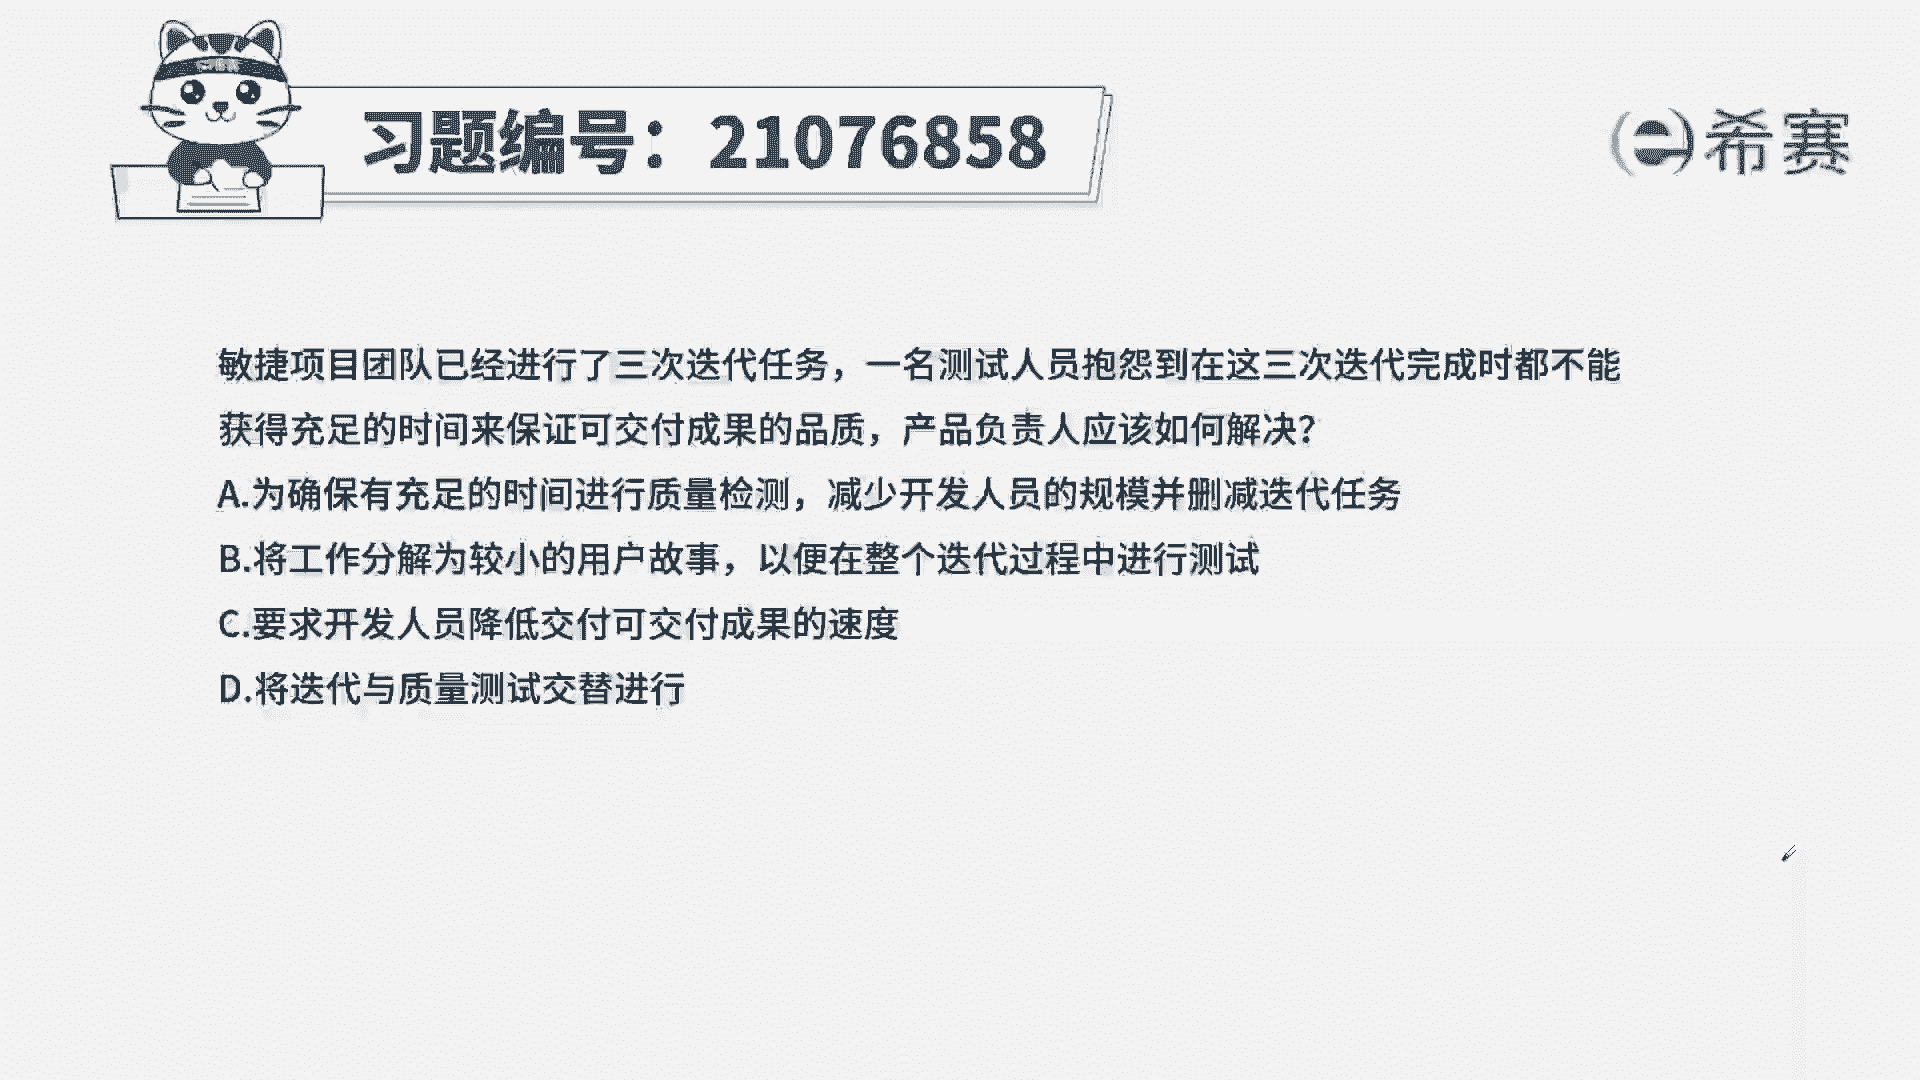 习题编号：21076858
希赛
敏捷项目团队已经进行了三次迭代任务，一名测试人员抱怨到在这三次迭代完成时都不能
获得充足的时间来保证可交付成果的品质，产品负责人应该如何解决？
A.为确保有充足的时间进行质量检测，减少开发人员的规模并删减迭代任务
B.将工作分解为较小的用户故事，以便在整个迭代过程中进行测试
C.要求开发人员降低交付可交付成果的速度
D.将迭代与质量测试交替进行